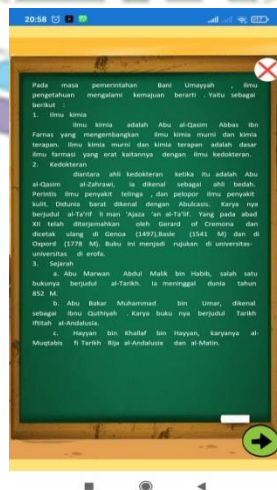 20:58
Pada masa pemerintahan Bani Umayyah , ilmu
pengetahuan mengalami kemajuan berarti . Yaitu sebagai
berikut :
1. Ilmu kimia
Ilmu kimia adalah Abu al-Qasim Abbas Ibn
Farnas yang mengembangkan ilmu kimia murni dan kimia
terapan. Ilmu kimia murni dan kimia terapan adalah dasar
ilmu farmasi yang erat kaitannya dengan ilmu kedokteran.
2. Kedokteran
diantara ahli kedokteran ketika itu adalah Abu
al-Qasim al-Zahrawi, ia dikenal sebagai ahli bedah.
Perintis ilmu penyakit telinga , dan pelopor ilmu penyakit
kulit. Didunia barat dikenal dengan Abulcasis. Karya nya
berjudul al-Ta'rif li man 'Ajaza 'an al-Ta'lif. Yang pada abad
XII telah diterjemahkan oleh Gerard of Cremona dan
dicetak ulang di Genoa (1497),Basle (1541 M) dan di
Oxpord (1778 M). Buku ini menjadi rujukan di universitas-
universitas di erofa.
3. Sejarah
a. Abu Marwan Abdul Malik bin Habib, salah satu
bukunya berjudul al-Tarikh. Ia meninggal dunia tahun
852 M.
b. Abu Bakar Muhammad bin Umar, dikenal
sebagai Ibnu Quthiyah . Karya buku nya berjudul Tarikh
Iftitah al-Andalusia.
c. Hayyan bin Khallaf bin Hayyan, karyanya al-
Muqtabis fi Tarikh Rija al-Andalusia dan al-Matin.